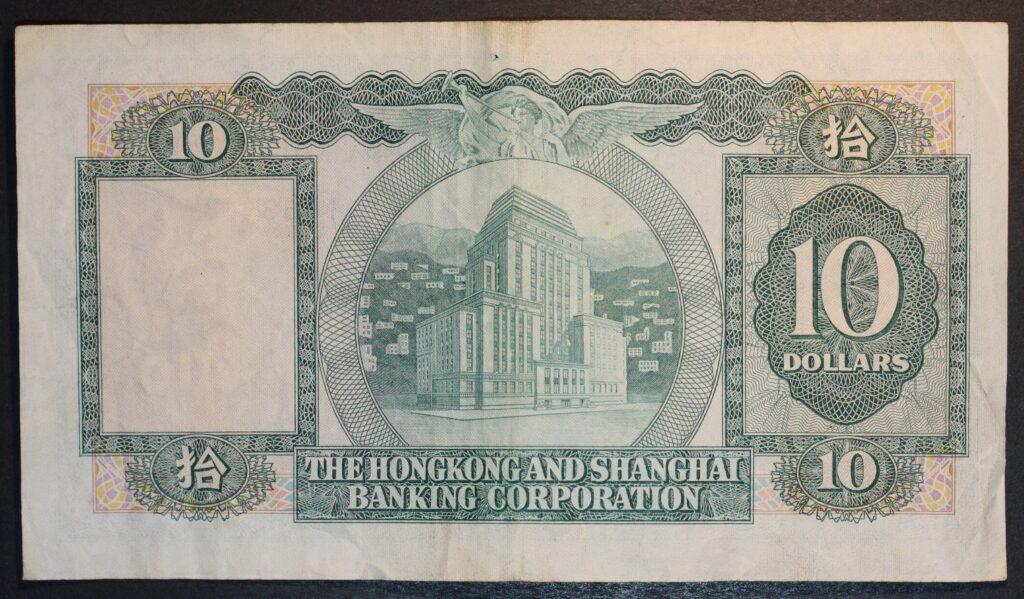 10
拾
10
DOLLARS
THE HONGKONG AND SHANGHAI
BANKING CORPORATION
拾
10